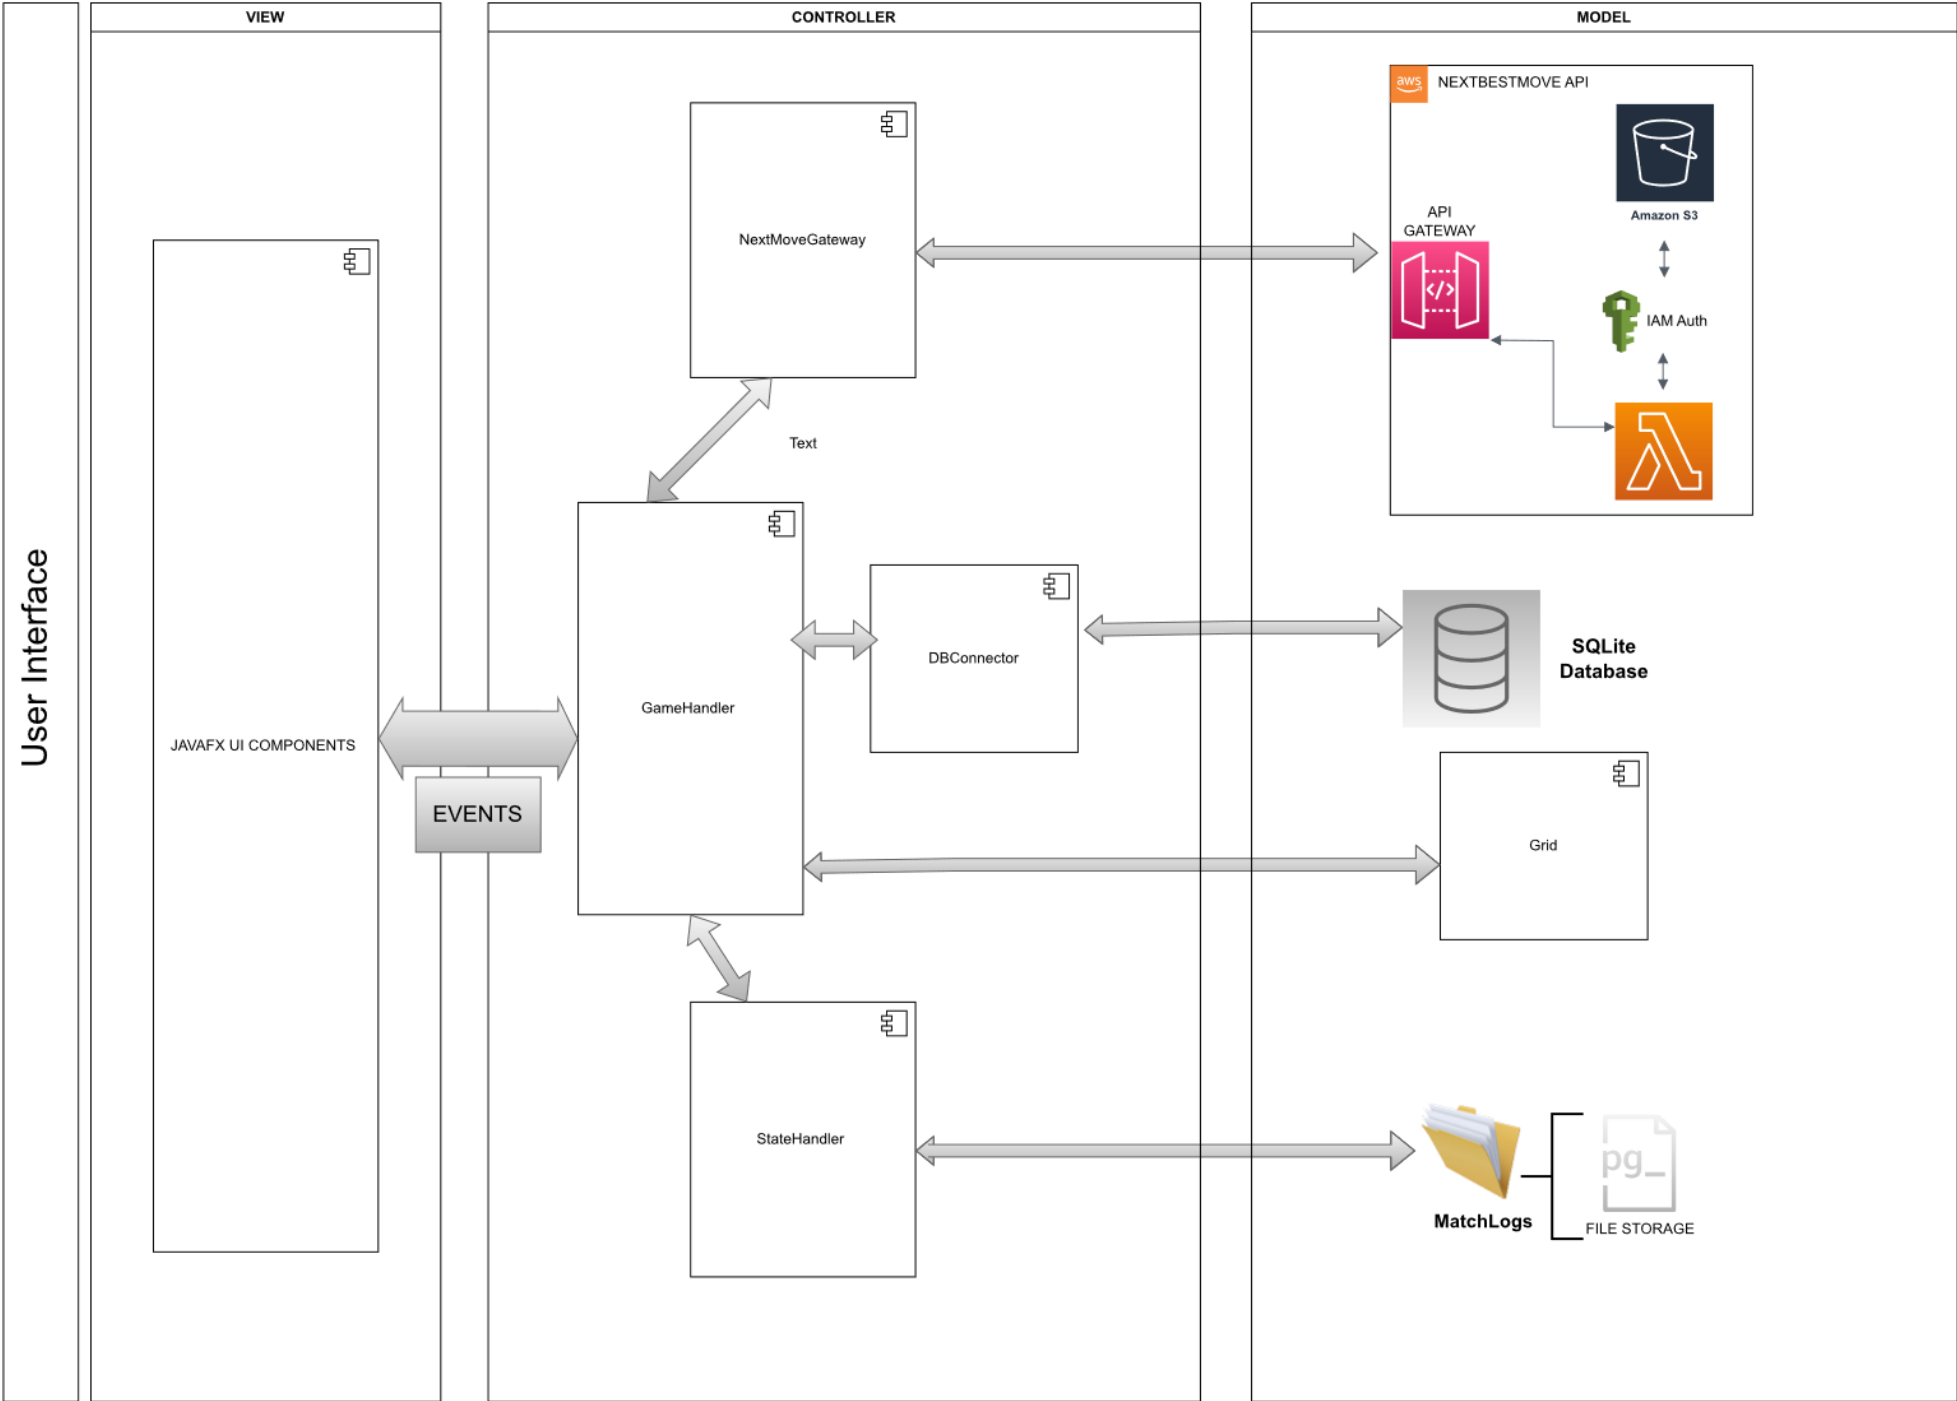 User Interface
VIEW
JAVAFX UI COMPONENTS
EVENTS
CONTROLLER
NextMoveGateway
Text
GameHandler
DBConnector
StateHandler
MODEL
aws
NEXTBESTMOVE API
Amazon S3
API
GATEWAY
</>
IAM Auth
SQLite
Database
Grid
MatchLogs
pg_
FILE STORAGE